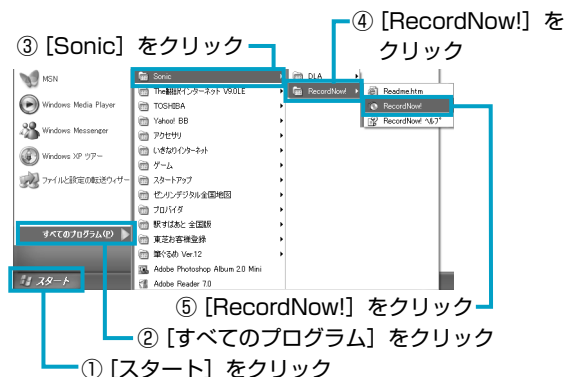 ④ [RecordNow!] を
クリック
③ [Sonic] をクリック
MSN
Windows Media Player
Windows Messenger
Windows XP ツアー
ファイルと設定の転送ウィザー
すべてのプログラム(P)
スタート
Sonic
The翻訳インターネット V9.0LE
TOSHIBA
Yahoo! BB
アクセサリ
いきなりインターネット
ゲーム
スタートアップ
ゼンリンデジタル全国地図
プロバイダ
駅すぱあと 全国版
東芝お客様登録
筆ぐるめ Ver.12
Adobe Photoshop Album 2.0 Mini
Adobe Reader 7.0
DLA
RecordNow!
Readme.htm
RecordNow!
RecordNow! ヘルプ
⑤ [RecordNow!] をクリック
② [すべてのプログラム] をクリック
① [スタート] をクリック